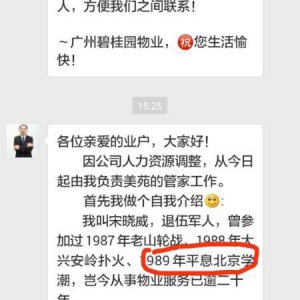 人，方便我们之间联系！
～广州碧桂园物业，㊗您生活愉
快！
15:25
各位亲爱的业户，大家好！
因公司人力资源调整，从今日
起由我负责美苑的管家工作。
首先我做个自我介绍
我叫宋晓威，退伍军人，曾参
加过1987年老山轮战、1988年大
兴安岭扑火、989年平息北京学
潮，岂今从事物业服务已逾二十
年